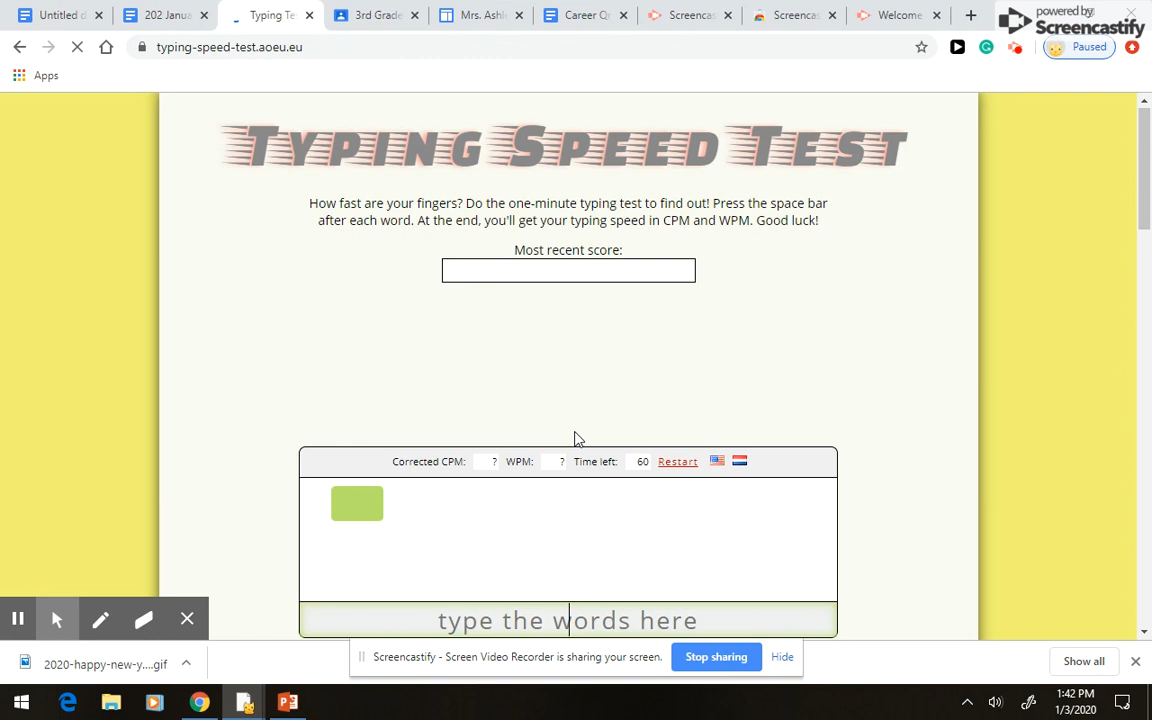 Untitled d
202 Janua
Typing Te
3rd Grade
Mrs. Ashl
Career Q
Screencas
Screencas
Welcome
powered by
Screencastify
typing-speed-test.aoeu.eu
Paused
Apps
Typing Speed Test
How fast are your fingers? Do the one-minute typing test to find out! Press the space bar
after each word. At the end, you'll get your typing speed in CPM and WPM. Good luck!
Most recent score:
Corrected CPM: ? WPM: ? Time left: 60 Restart
type the words here
Screencastify - Screen Video Recorder is sharing your screen. Stop sharing Hide
2020-happy-new-y....gif
Show all
1:42 PM
1/3/2020